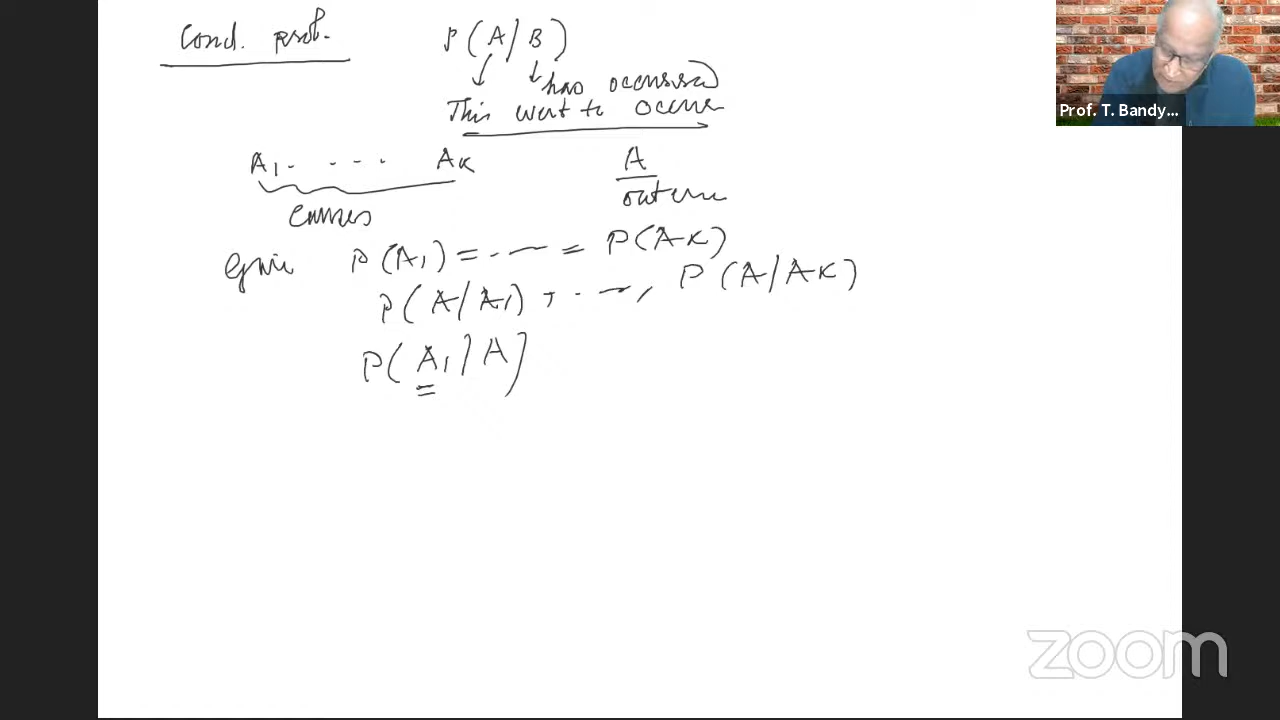 Cond. prob. P(A/B)
has occurred
This went to occur
A1. . . . . AK A
causes outcome
Given P(A1) = . --- = P(AK)
P(A/A1) , . --- , P(A/AK)
P(A1/A)
Prof. T. Bandy...
zoom